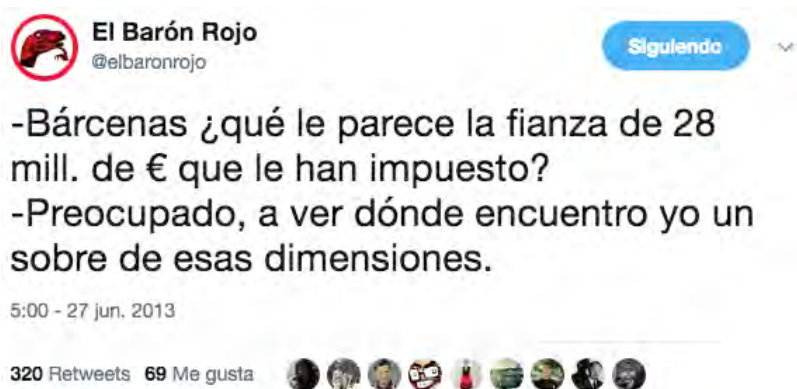 El Barón Rojo
@elbaronrojo
Siguiendo
-Bárcenas ¿qué le parece la fianza de 28
mill. de € que le han impuesto?
-Preocupado, a ver dónde encuentro yo un
sobre de esas dimensiones.
5:00 - 27 jun. 2013
320 Retweets 69 Me gusta